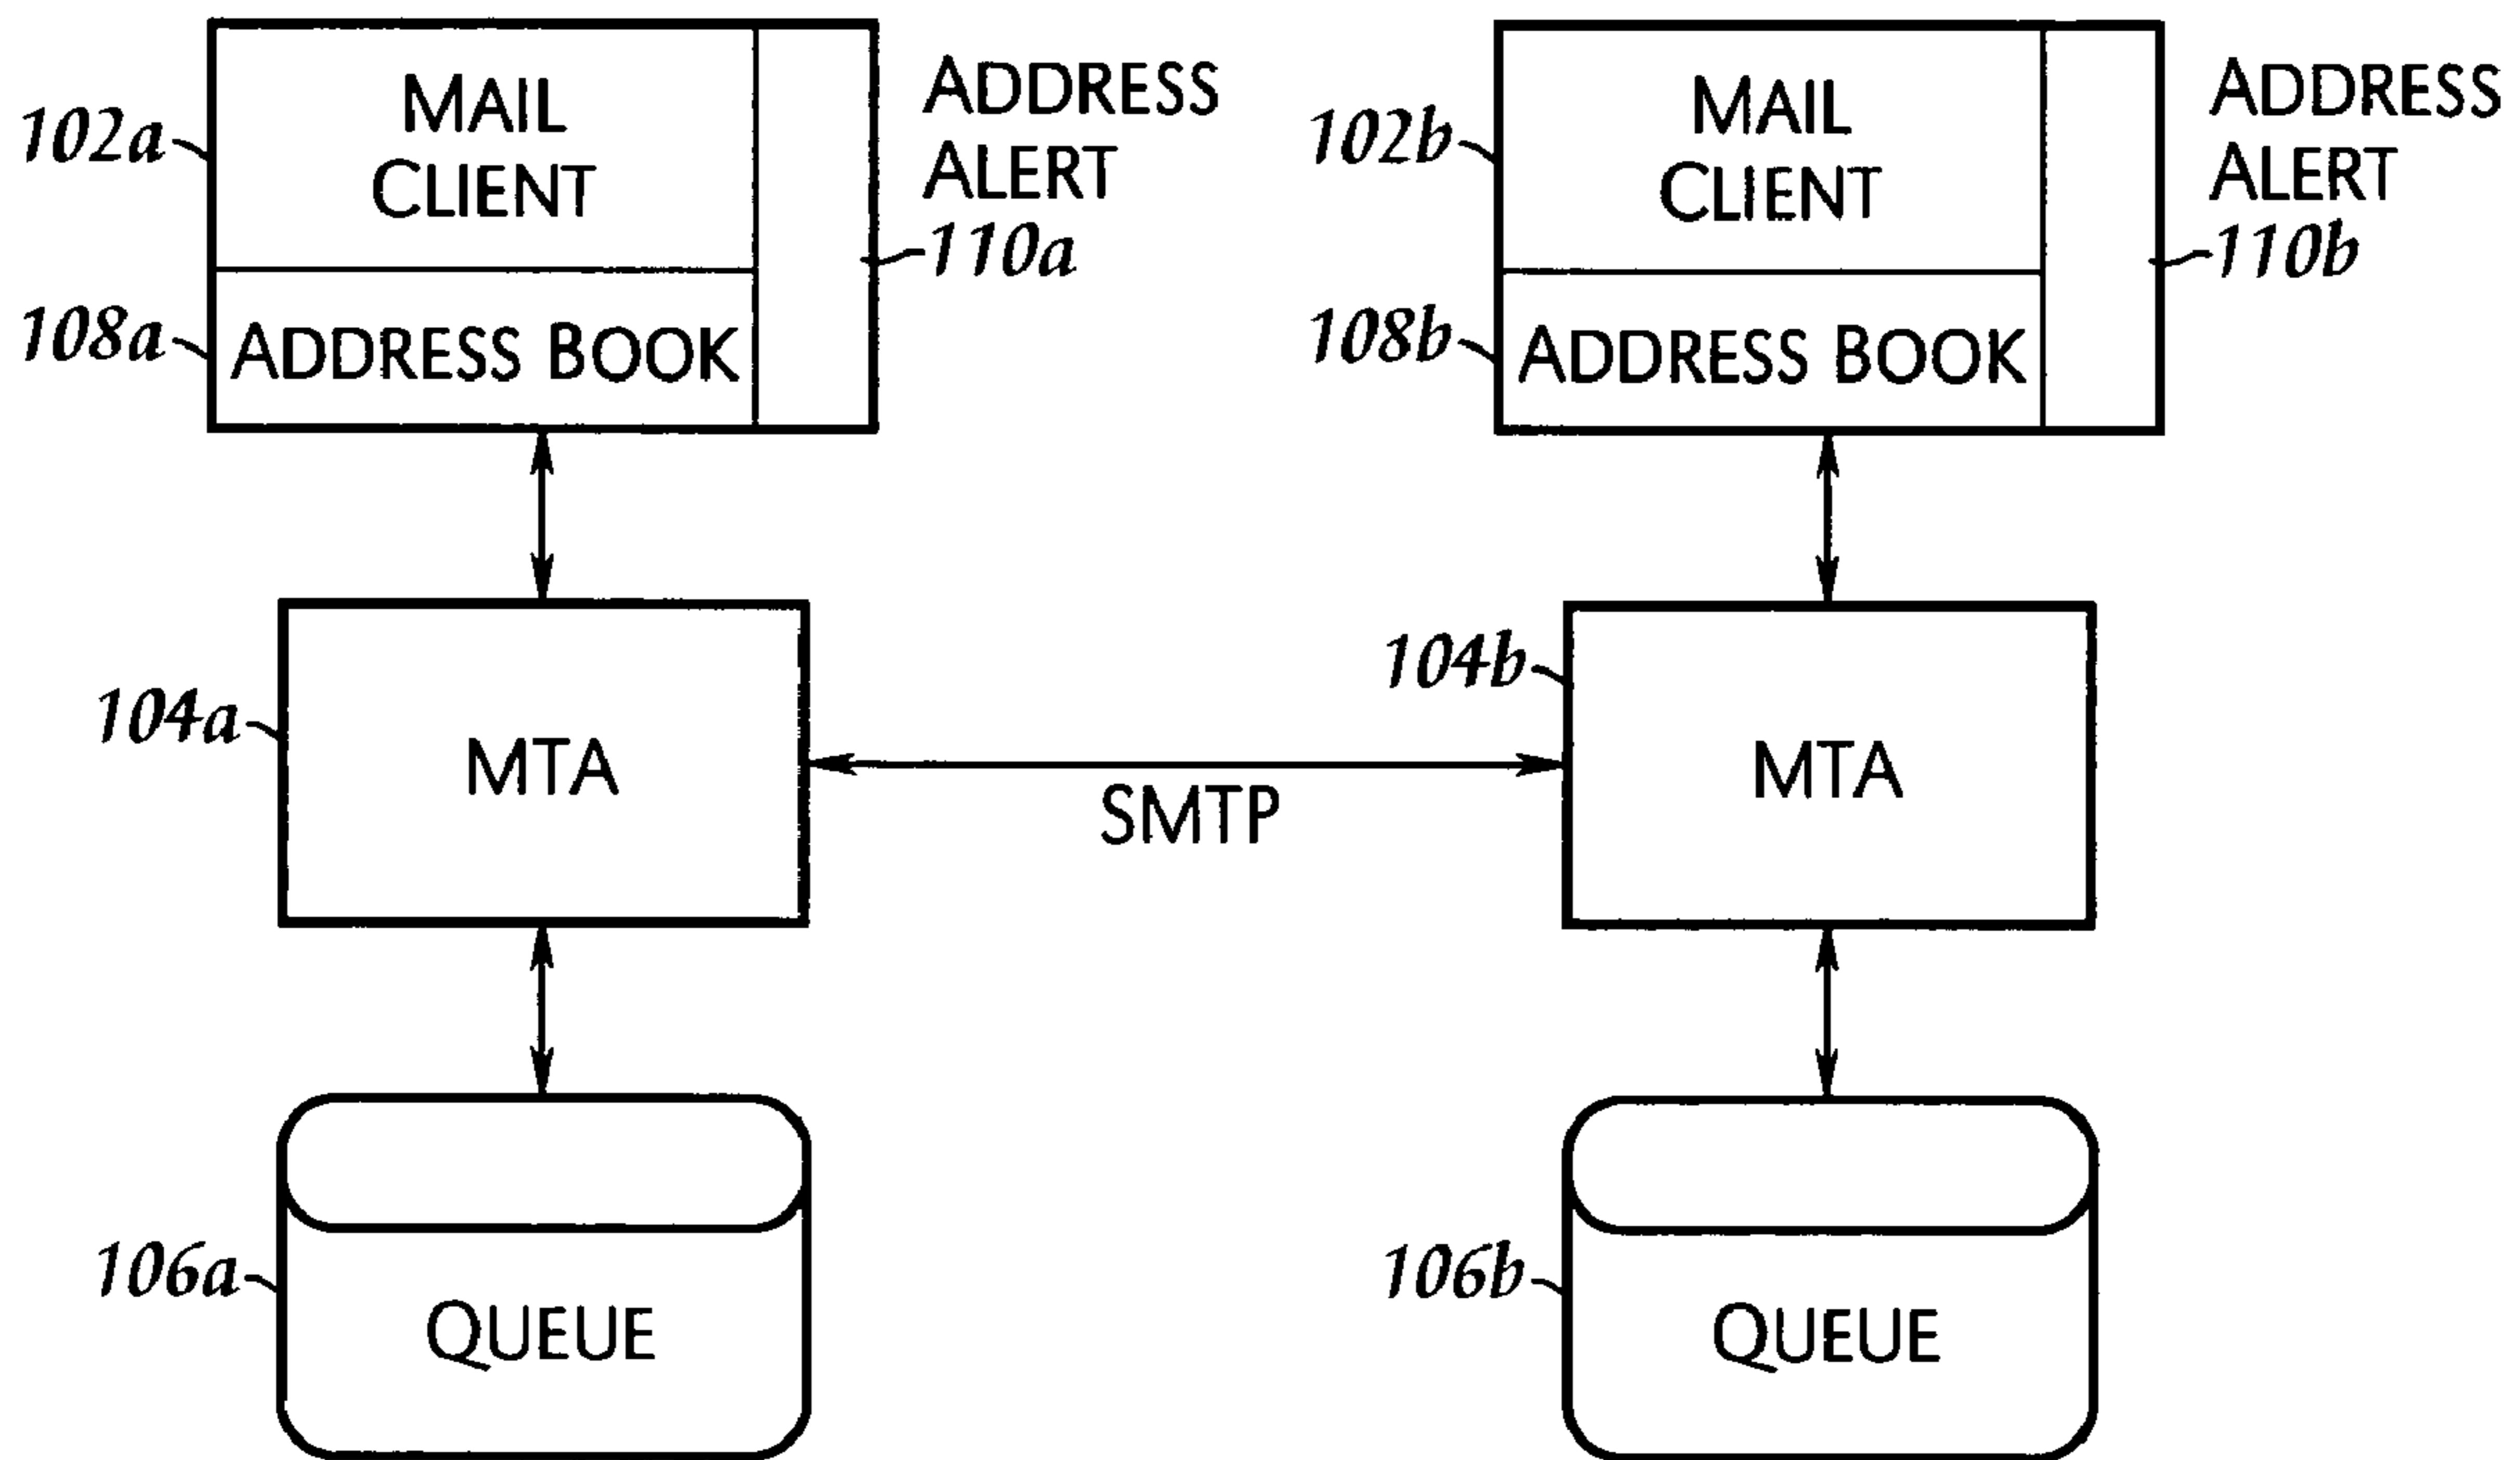 MAIL
CLIENT
102a
ADDRESS
ALERT
110a
108a
ADDRESS BOOK
MAIL
CLIENT
102b
ADDRESS
ALERT
110b
108b
ADDRESS BOOK
104a
MTA
SMTP
104b
MTA
106a
QUEUE
106b
QUEUE